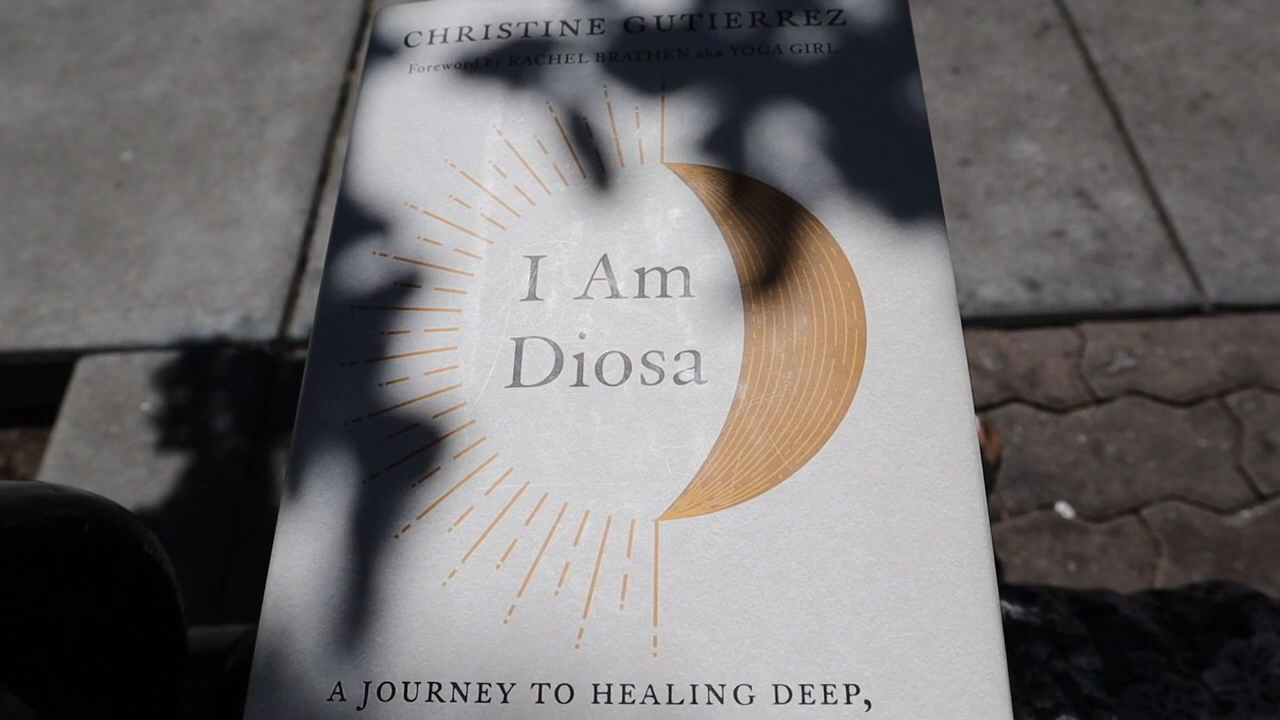 CHRISTINE GUTIERREZ
Foreword by RACHEL BRATHEN aka YOGA GIRL
I Am
Diosa
A JOURNEY TO HEALING DEEP,